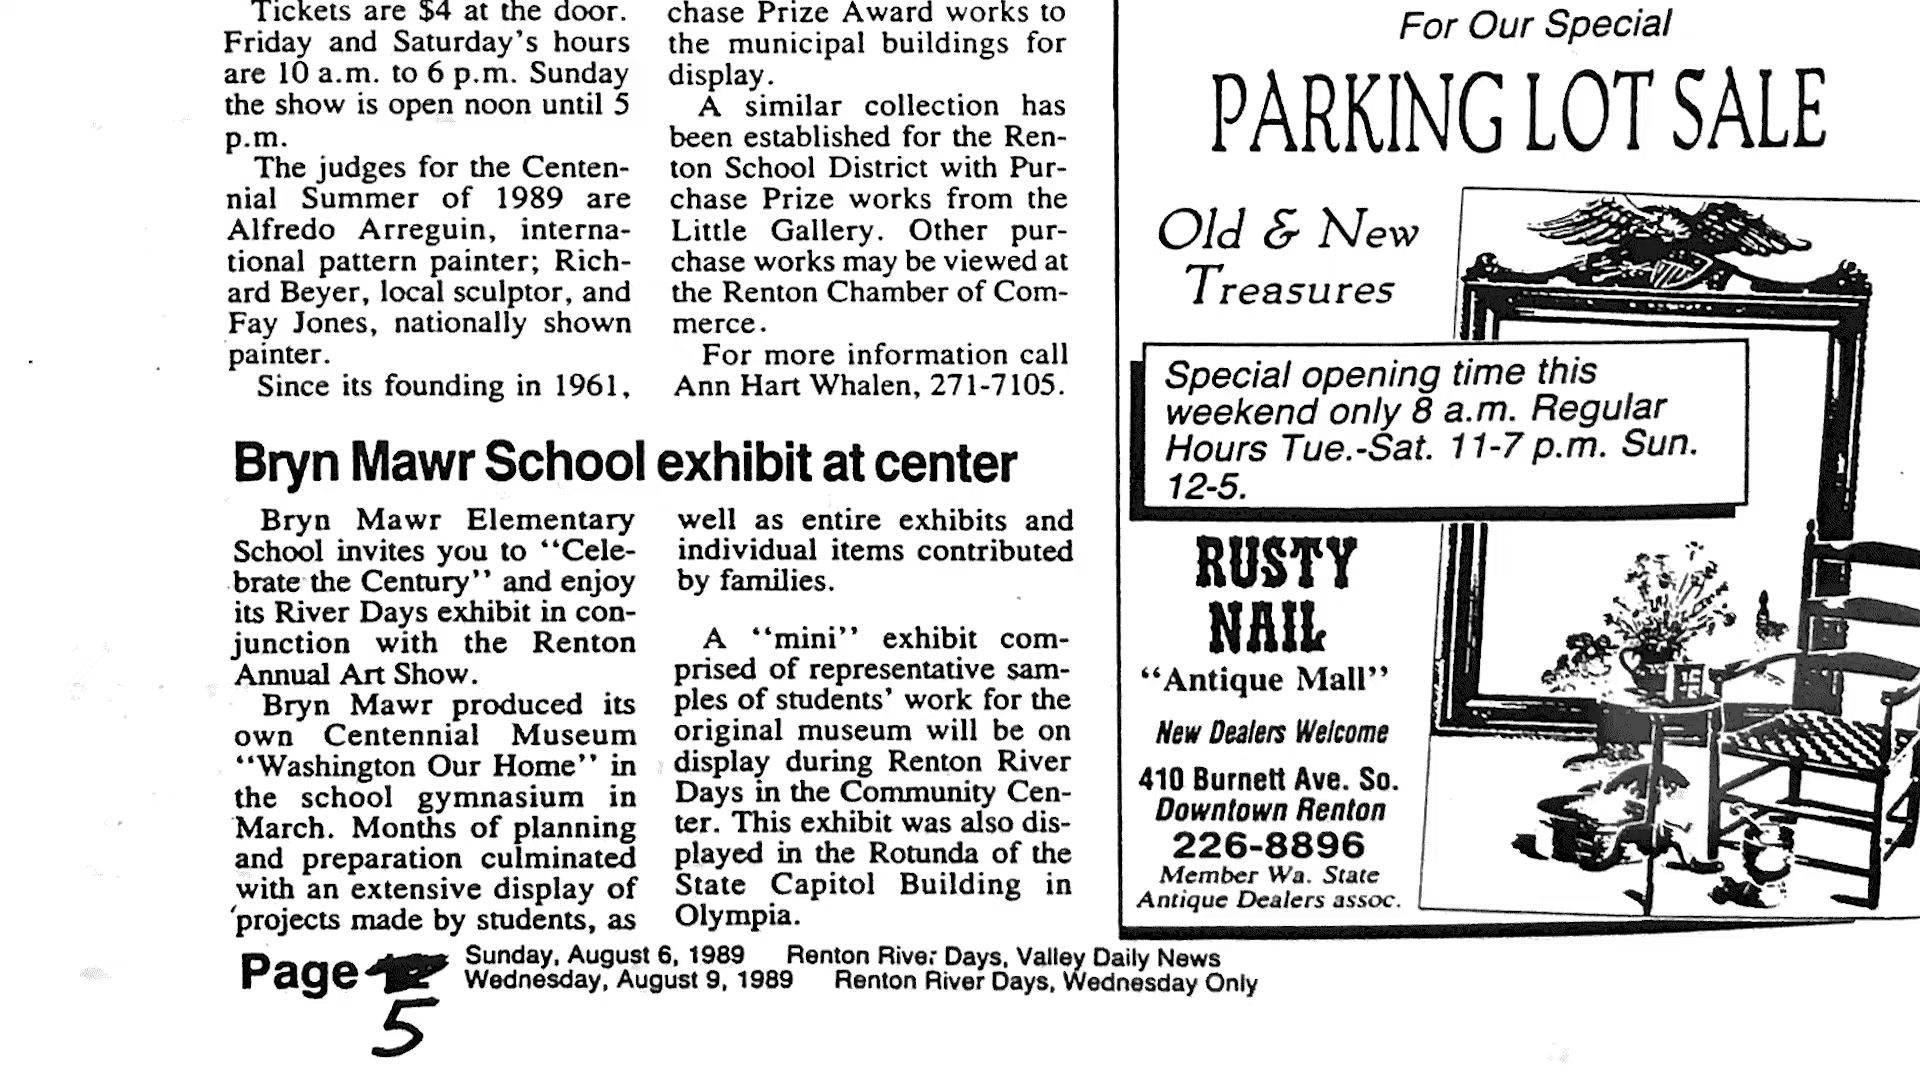 Tickets are $4 at the door.
Friday and Saturday's hours
are 10 a.m. to 6 p.m. Sunday
the show is open noon until 5
p.m.
The judges for the Centen-
nial Summer of 1989 are
Alfredo Arreguin, interna-
tional pattern painter; Rich-
ard Beyer, local sculptor, and
Fay Jones, nationally shown
painter.
Since its founding in 1961,
chase Prize Award works to
the municipal buildings for
display.
A similar collection has
been established for the Ren-
ton School District with Pur-
chase Prize works from the
Little Gallery. Other pur-
chase works may be viewed at
the Renton Chamber of Com-
merce.
For more information call
Ann Hart Whalen, 271-7105.
Bryn Mawr School exhibit at center
Bryn Mawr Elementary
School invites you to "Cele-
brate the Century" and enjoy
its River Days exhibit in con-
junction with the Renton
Annual Art Show.
Bryn Mawr produced its
own Centennial Museum
"Washington Our Home" in
the school gymnasium in
March. Months of planning
and preparation culminated
with an extensive display of
projects made by students, as
well as entire exhibits and
individual items contributed
by families.
A "mini" exhibit com-
prised of representative sam-
ples of students' work for the
original museum will be on
display during Renton River
Days in the Community Cen-
ter. This exhibit was also dis-
played in the Rotunda of the
State Capitol Building in
Olympia.
For Our Special
PARKING LOT SALE
Old & New
Treasures
Special opening time this
weekend only 8 a.m. Regular
Hours Tue.-Sat. 11-7 p.m. Sun.
12-5.
RUSTY
NAIL
"Antique Mall"
New Dealers Welcome
410 Burnett Ave. So.
Downtown Renton
226-8896
Member Wa. State
Antique Dealers assoc.
Page
5
Sunday, August 6, 1989 Renton River Days, Valley Daily News
Wednesday, August 9, 1989 Renton River Days, Wednesday Only